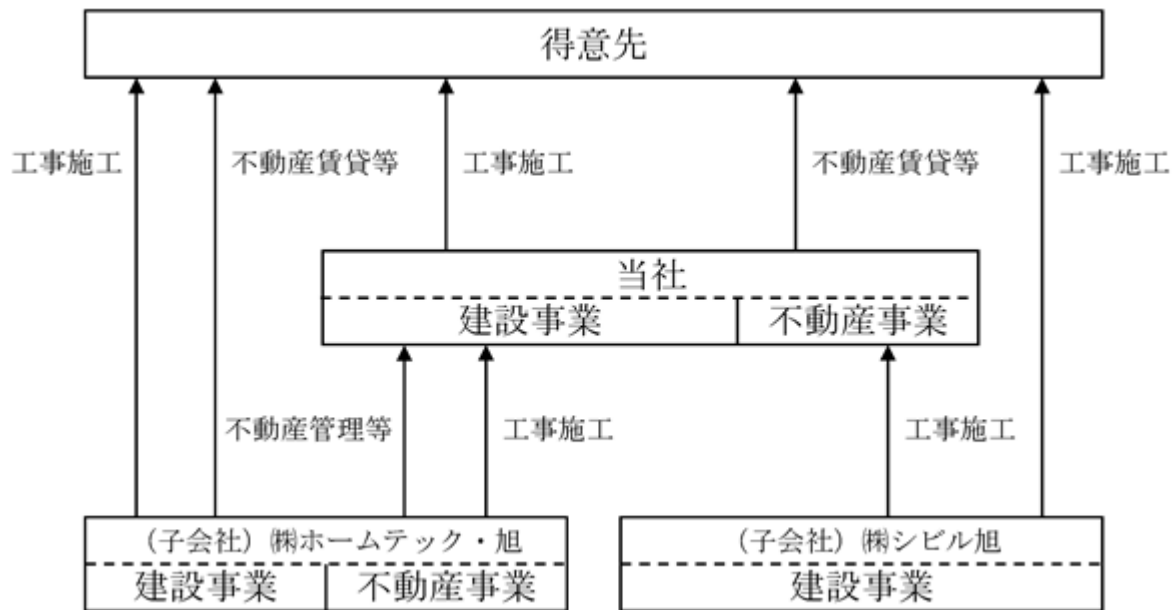 得意先
工事施工 不動産賃貸等 工事施工 不動産賃貸等 工事施工
当社
建設事業 不動産事業
不動産管理等 工事施工 工事施工
(子会社)㈱ホームテック・旭 (子会社)㈱シビル旭
建設事業 不動産事業 建設事業